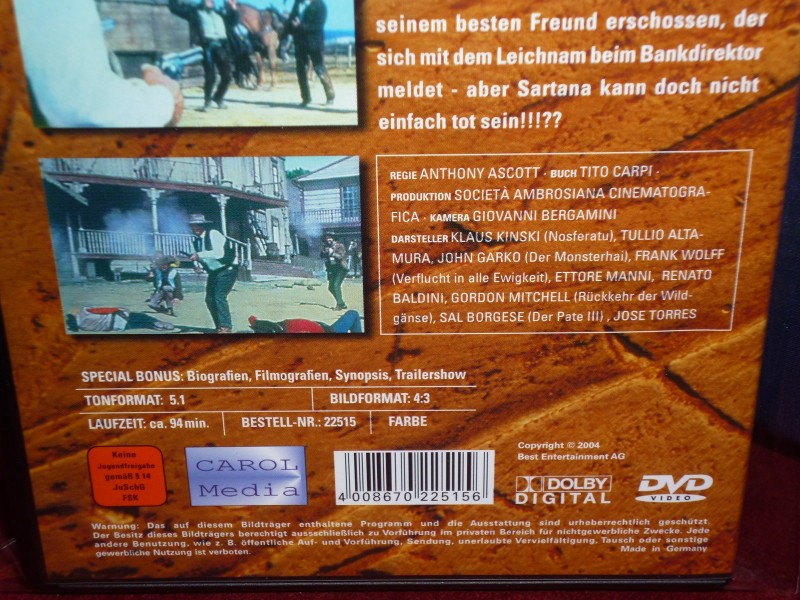 seinem besten Freund erschossen, der
sich mit dem Leichnam beim Bankdirektor
meldet - aber Sartana kann doch nicht
einfach tot sein!!!??
REGIE ANTHONY ASCOTT · BUCH TITO CARPI ·
PRODUKTION SOCIETÀ AMBROSIANA CINEMATOGRA-
FICA · KAMERA GIOVANNI BERGAMINI
DARSTELLER KLAUS KINSKI (Nosferatu), TULLIO ALTA-
MURA, JOHN GARKO (Der Monsterhai), FRANK WOLFF
(Verflucht in alle Ewigkeit), ETTORE MANNI, RENATO
BALDINI, GORDON MITCHELL (Rückkehr der Wild-
gänse), SAL BORGESE (Der Pate III) , JOSE TORRES
SPECIAL BONUS: Biografien, Filmografien, Synopsis, Trailershow
TONFORMAT: 5.1
BILDFORMAT: 4:3
LAUFZEIT: ca. 94 min.
BESTELL-NR.: 22515
FARBE
Keine
Jugendfreigabe
gemäß § 14
JuSchG
FSK
CAROL
Media
4 008670 225156
Copyright © 2004
Best Entertainment AG
DOLBY
DIGITAL
DVD
VIDEO
Warnung: Das auf diesem Bildträger enthaltene Programm und die Ausstattung sind urheberrechtlich geschützt.
Der Besitz dieses Bildträgers berechtigt ausschließlich zu Vorführung im privaten Bereich für nichtgewerbliche Zwecke. Jede
andere Benutzung, wie z. B. öffentliche Auf- und Vorführung, Sendung, unerlaubte Vervielfältigung, Tausch oder sonstige
gewerbliche Nutzung ist verboten.
Made in Germany